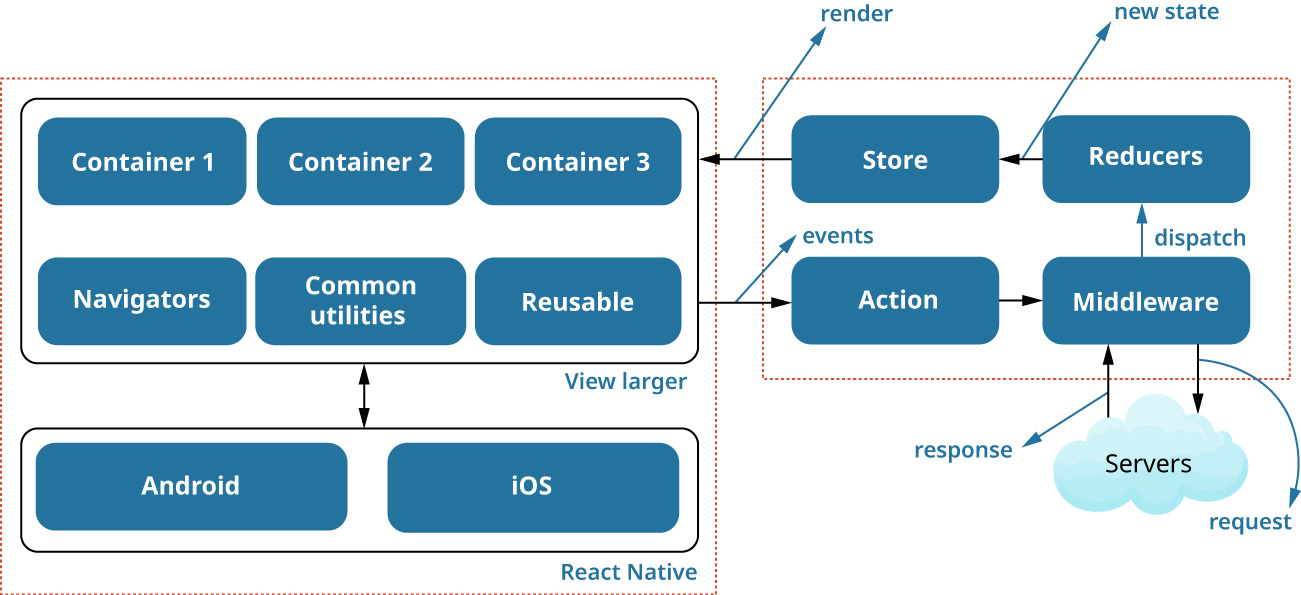 render
new state
Container 1
Container 2
Container 3
Store
Reducers
events
dispatch
Navigators
Common
utilities
Reusable
Action
Middleware
View larger
response
Servers
Android
iOS
request
React Native